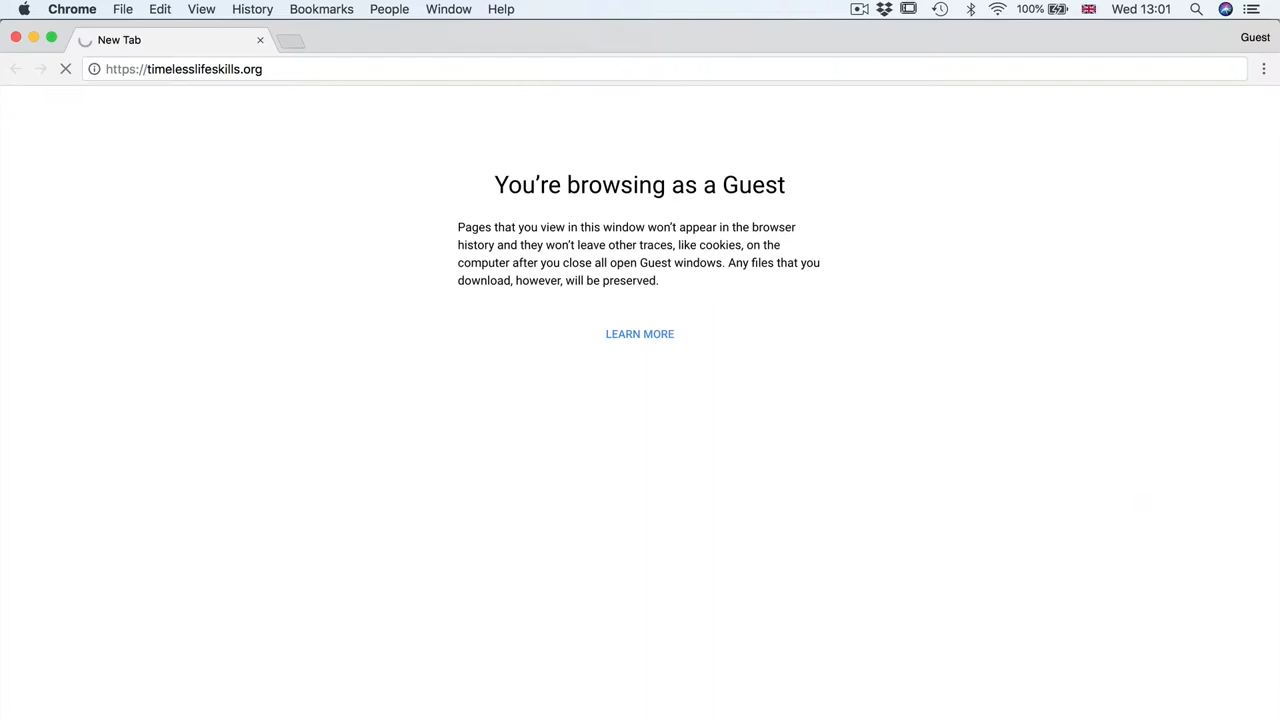 Chrome File Edit View History Bookmarks People Window Help 100% Wed 13:01
New Tab Guest
https://timelesslifeskills.org
You’re browsing as a Guest
Pages that you view in this window won’t appear in the browser
history and they won’t leave other traces, like cookies, on the
computer after you close all open Guest windows. Any files that you
download, however, will be preserved.
LEARN MORE